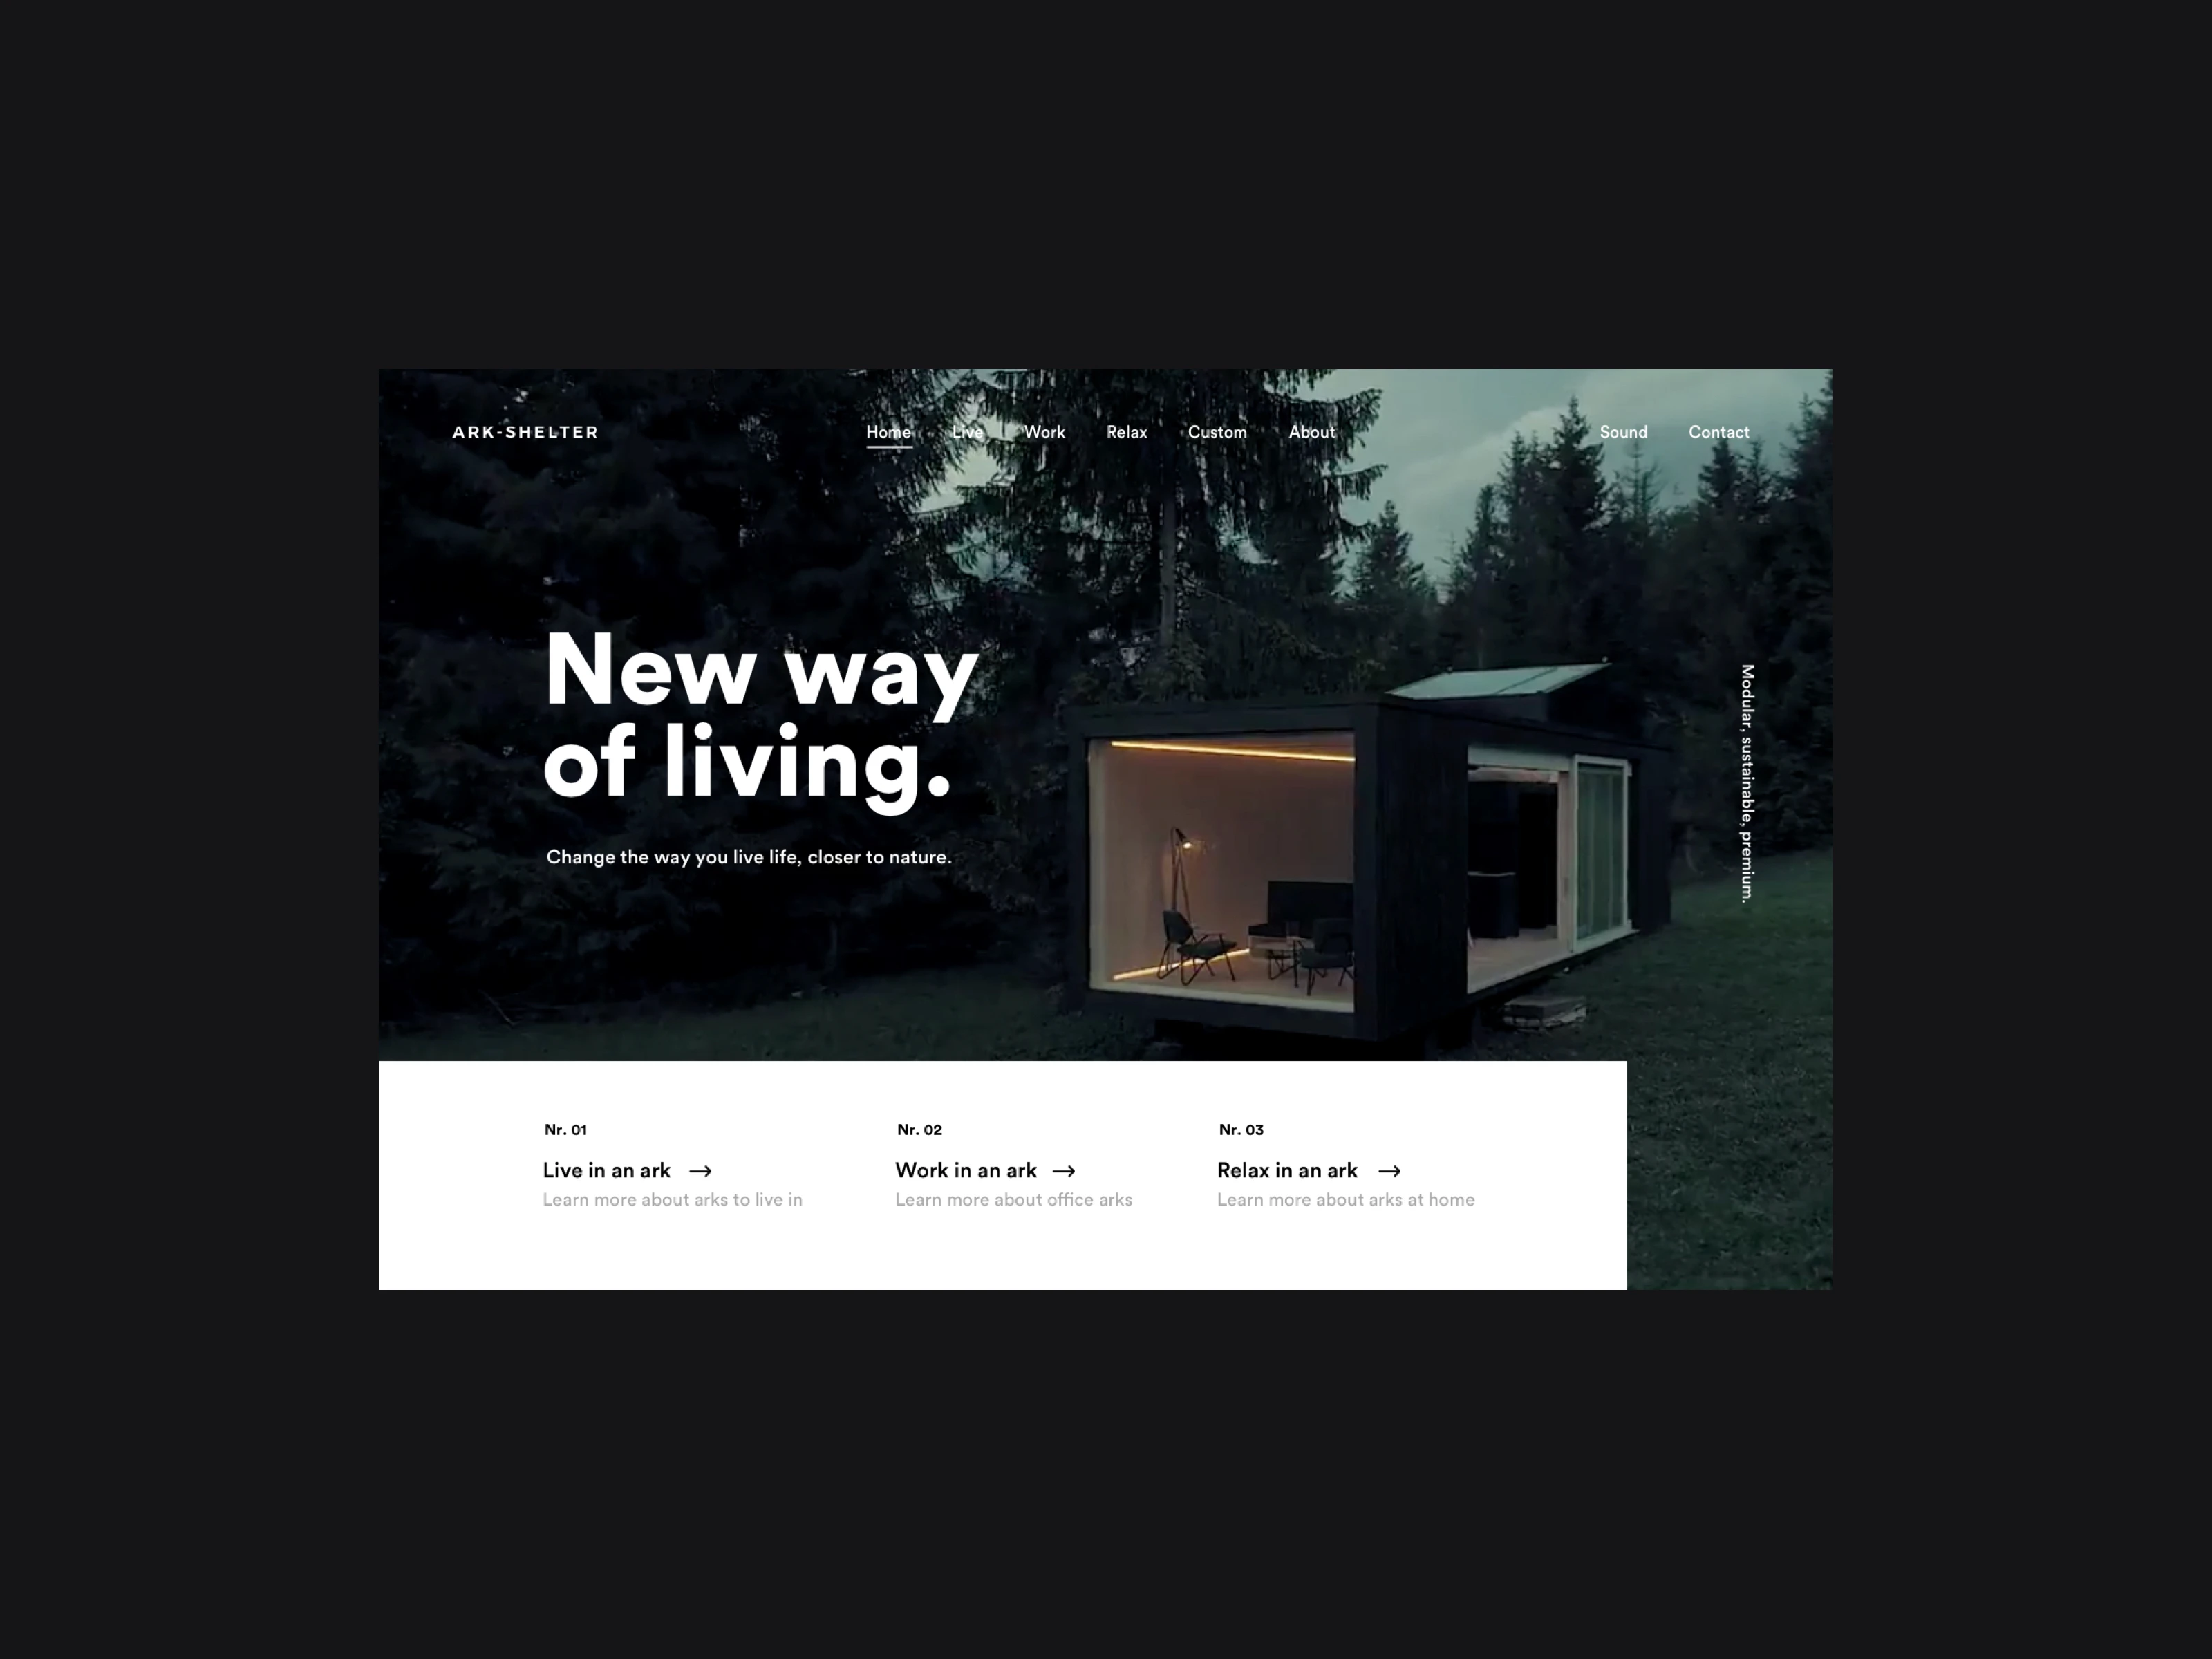 ARK-SHELTER
Home Live Work Relax Custom About
Sound Contact
New way
of living.
Change the way you live life, closer to nature.
Modular, sustainable, premium.
Nr. 01
Live in an ark →
Learn more about arks to live in
Nr. 02
Work in an ark →
Learn more about office arks
Nr. 03
Relax in an ark →
Learn more about arks at home